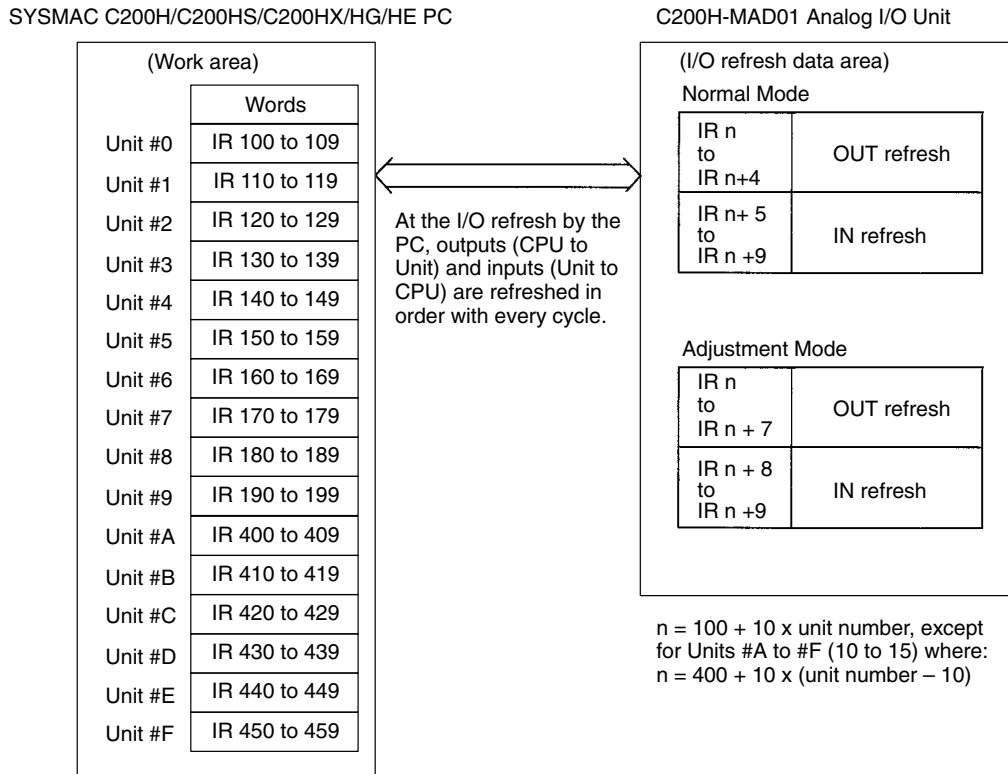 SYSMAC C200H/C200HS/C200HX/HG/HE PC
(Work area)
Words
Unit #0 IR 100 to 109
Unit #1 IR 110 to 119
Unit #2 IR 120 to 129
Unit #3 IR 130 to 139
Unit #4 IR 140 to 149
Unit #5 IR 150 to 159
Unit #6 IR 160 to 169
Unit #7 IR 170 to 179
Unit #8 IR 180 to 189
Unit #9 IR 190 to 199
Unit #A IR 400 to 409
Unit #B IR 410 to 419
Unit #C IR 420 to 429
Unit #D IR 430 to 439
Unit #E IR 440 to 449
Unit #F IR 450 to 459
At the I/O refresh by the
PC, outputs (CPU to
Unit) and inputs (Unit to
CPU) are refreshed in
order with every cycle.
C200H-MAD01 Analog I/O Unit
(I/O refresh data area)
Normal Mode
IR n
to
IR n+4
OUT refresh
IR n+ 5
to
IR n +9
IN refresh
Adjustment Mode
IR n
to
IR n + 7
OUT refresh
IR n + 8
to
IR n +9
IN refresh
n = 100 + 10 x unit number, except
for Units #A to #F (10 to 15) where:
n = 400 + 10 x (unit number – 10)